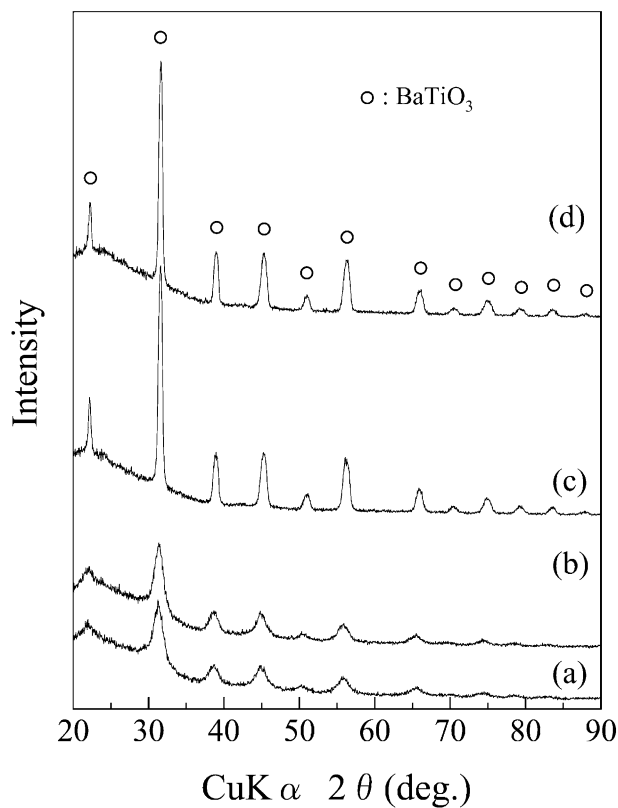 ○ : BaTiO₃
(d)
(c)
(b)
(a)
Intensity
20 30 40 50 60 70 80 90
CuK α 2 θ (deg.)